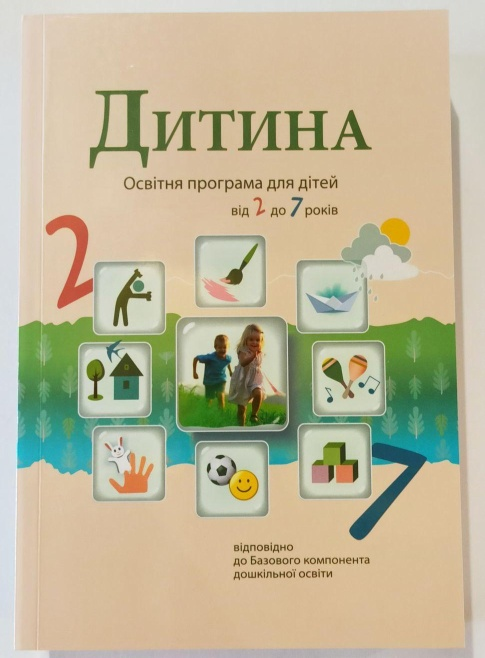 Дитина
Освітня програма для дітей
від 2 до 7 років
2
7
відповідно
до Базового компонента
дошкільної освіти